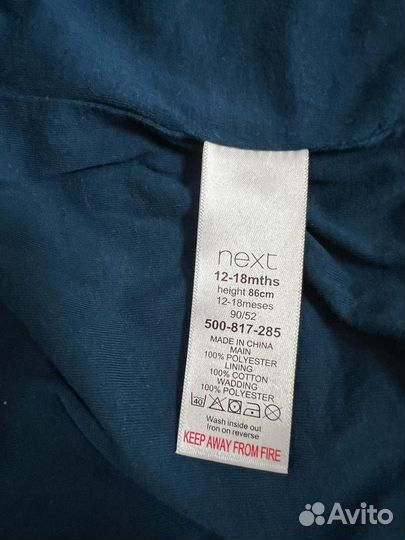 next
12-18mths
height 86cm
12-18meses
90/52
500-817-285
MADE IN CHINA
MAIN
100% POLYESTER
LINING
100% COTTON
WADDING
100% POLYESTER
40
Wash inside out
Iron on reverse
KEEP AWAY FROM FIRE
Avito